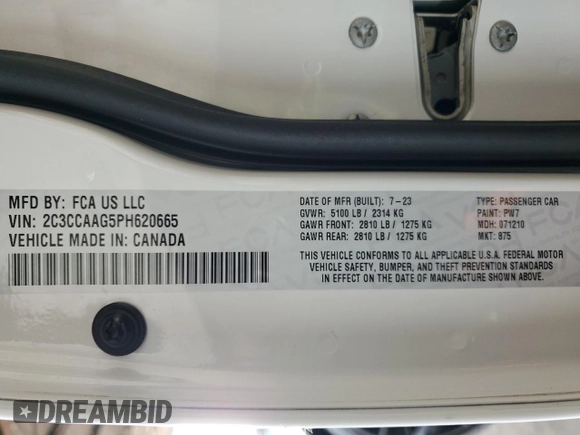 MFD BY: FCA US LLC
VIN: 2C3CCAAG5PH620665
VEHICLE MADE IN: CANADA
DATE OF MFR (BUILT): 7-23
GVWR: 5100 LB / 2314 KG
GAWR FRONT: 2810 LB / 1275 KG
GAWR REAR: 2810 LB / 1275 KG
TYPE: PASSENGER CAR
PAINT: PW7
MDH: 071210
MKT: 875
THIS VEHICLE CONFORMS TO ALL APPLICABLE U.S.A. FEDERAL MOTOR
VEHICLE SAFETY, BUMPER, AND THEFT PREVENTION STANDARDS
IN EFFECT ON THE DATE OF MANUFACTURE SHOWN ABOVE.
DREAMBID